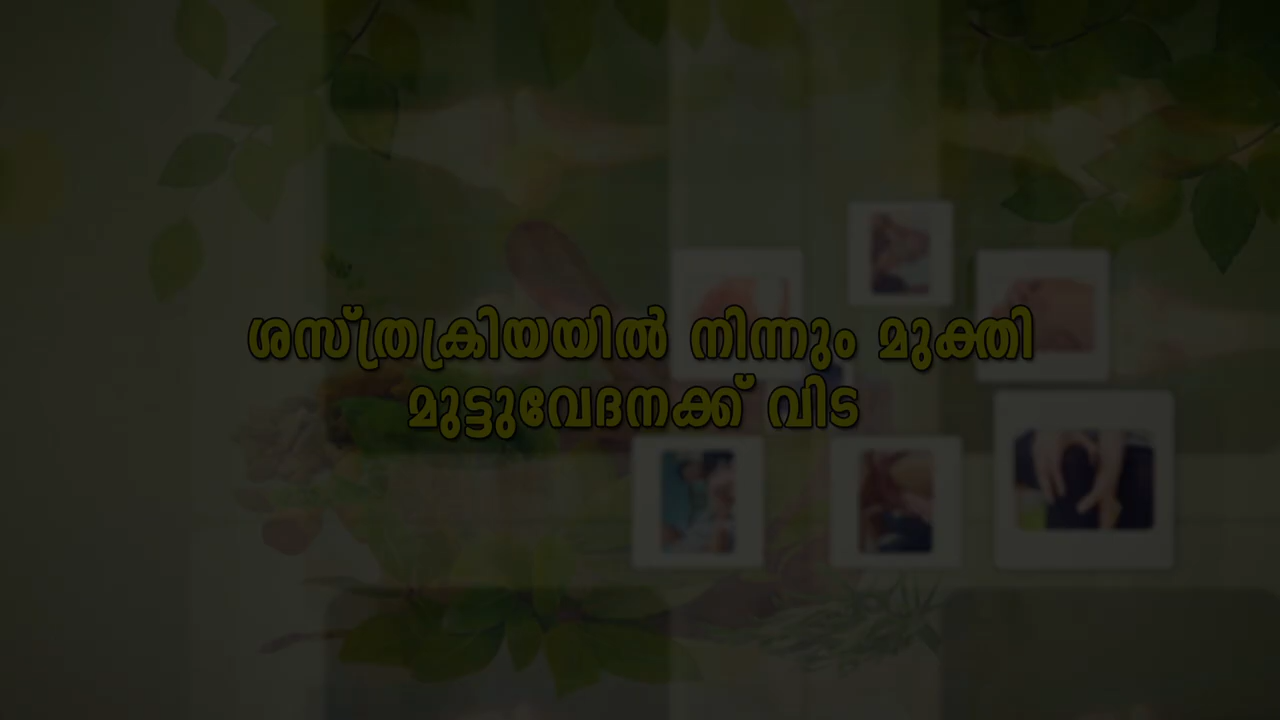 ശസ്ത്രക്രിയയിൽ നിന്നും മുക്തി
മുട്ടുവേദനക്ക് വിട